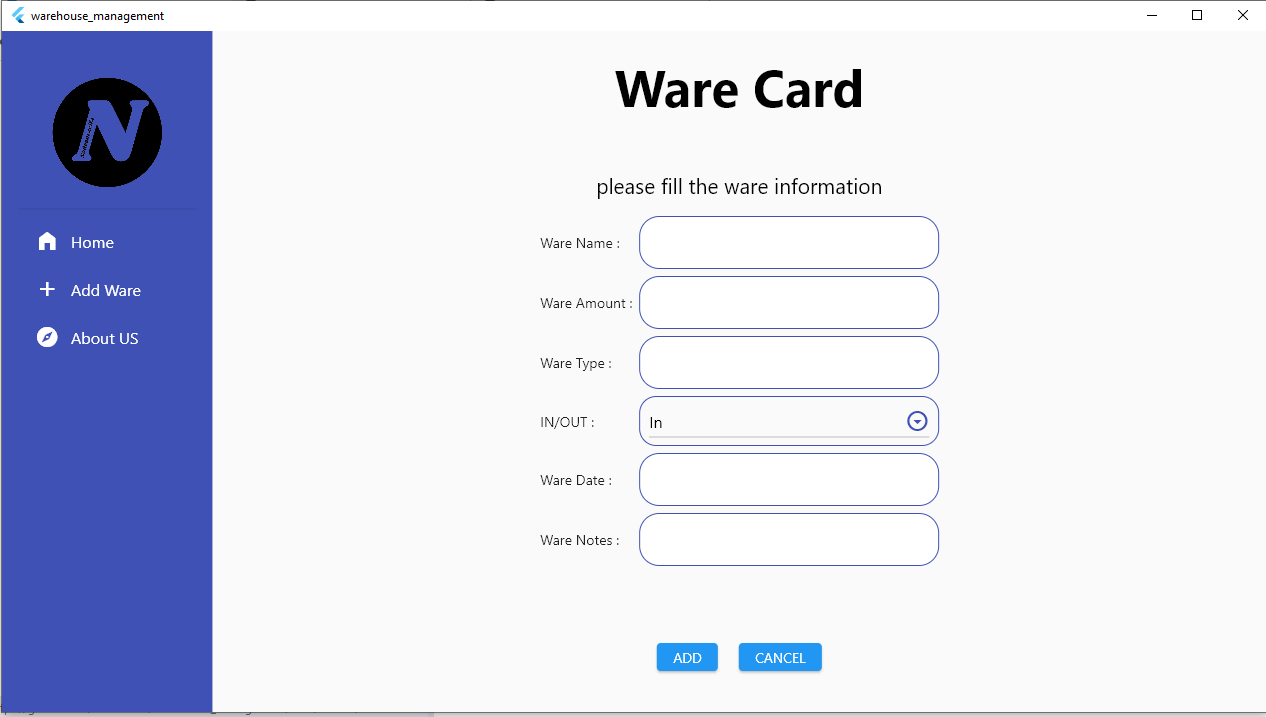 warehouse_management
N
Home
Add Ware
About US
Ware Card
please fill the ware information
Ware Name :
Ware Amount :
Ware Type :
IN/OUT :
In
Ware Date :
Ware Notes :
ADD
CANCEL